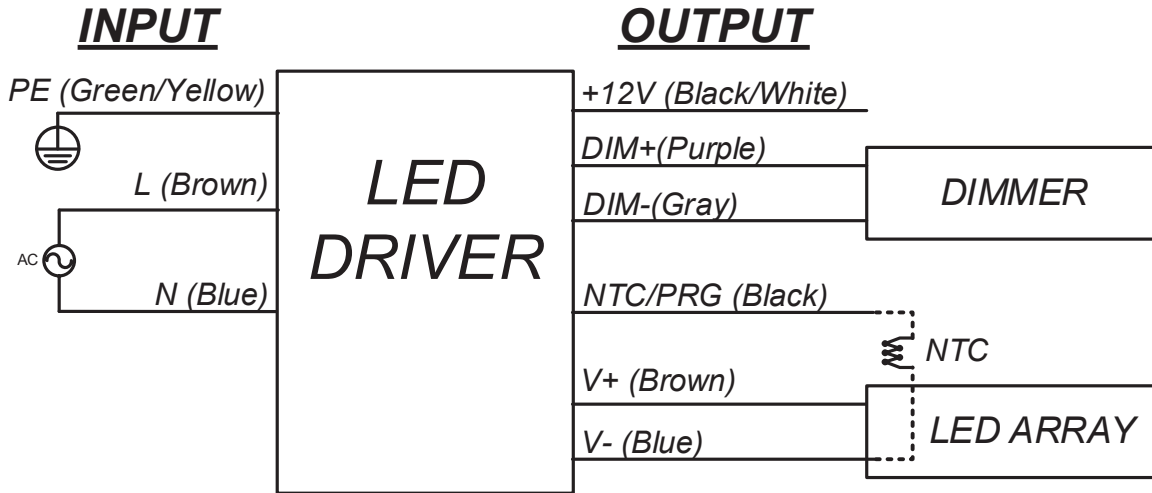 INPUT
OUTPUT
PE (Green/Yellow)
L (Brown)
AC
N (Blue)
LED
DRIVER
+12V (Black/White)
DIM+(Purple)
DIM-(Gray)
DIMMER
NTC/PRG (Black)
NTC
V+ (Brown)
V- (Blue)
LED ARRAY